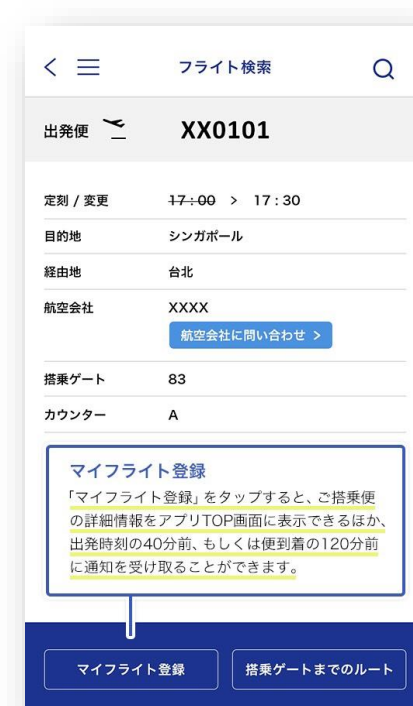 フライト検索
出発便 XX0101
定刻 / 変更 17:00 > 17:30
目的地 シンガポール
経由地 台北
航空会社 XXXX
航空会社に問い合わせ >
搭乗ゲート 83
カウンター A
マイフライト登録
「マイフライト登録」をタップすると、ご搭乗便
の詳細情報をアプリTOP画面に表示できるほか、
出発時刻の40分前、もしくは便到着の120分前
に通知を受け取ることができます。
マイフライト登録 搭乗ゲートまでのルート